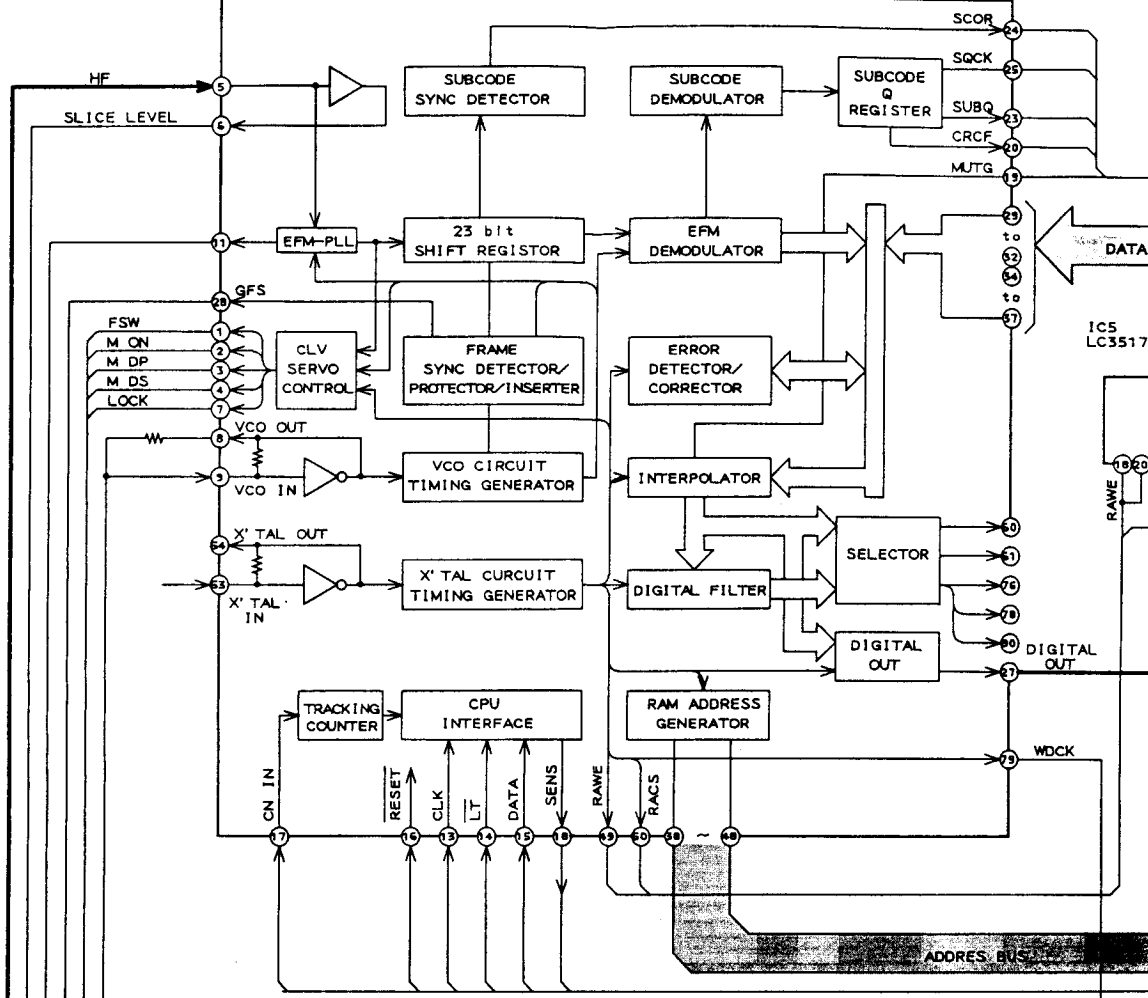 SCOR
24
HF
5
SUBCODE
SYNC DETECTOR
SUBCODE
DEMODULATOR
SUBCODE
Q
REGISTER
SQCK
25
SLICE LEVEL
6
SUBQ
23
CRCF
20
MUTG
19
11
EFM-PLL
23 bit
SHIFT REGISTOR
EFM
DEMODULATOR
29
to
32
34
to
37
DATA
28
GFS
FSW
1
M ON
2
M DP
3
M DS
4
LOCK
7
CLV
SERVO
CONTROL
FRAME
SYNC DETECTOR/
PROTECTOR/INSERTER
ERROR
DETECTOR/
CORRECTOR
IC5
LC3517
8
VCO OUT
9
VCO IN
VCO CIRCUIT
TIMING GENERATOR
INTERPOLATOR
18
20
RAWE
54
X' TAL OUT
53
X' TAL
IN
X' TAL CURCUIT
TIMING GENERATOR
DIGITAL FILTER
SELECTOR
60
61
76
78
80
DIGITAL
OUT
DIGITAL
OUT
27
TRACKING
COUNTER
CPU
INTERFACE
RAM ADDRESS
GENERATOR
79
WDCK
CN IN
RESET
CLK
LT
DATA
SENS
RAWE
RACS
17
16
13
14
15
18
49
50
38
~
48
ADDRES BUS